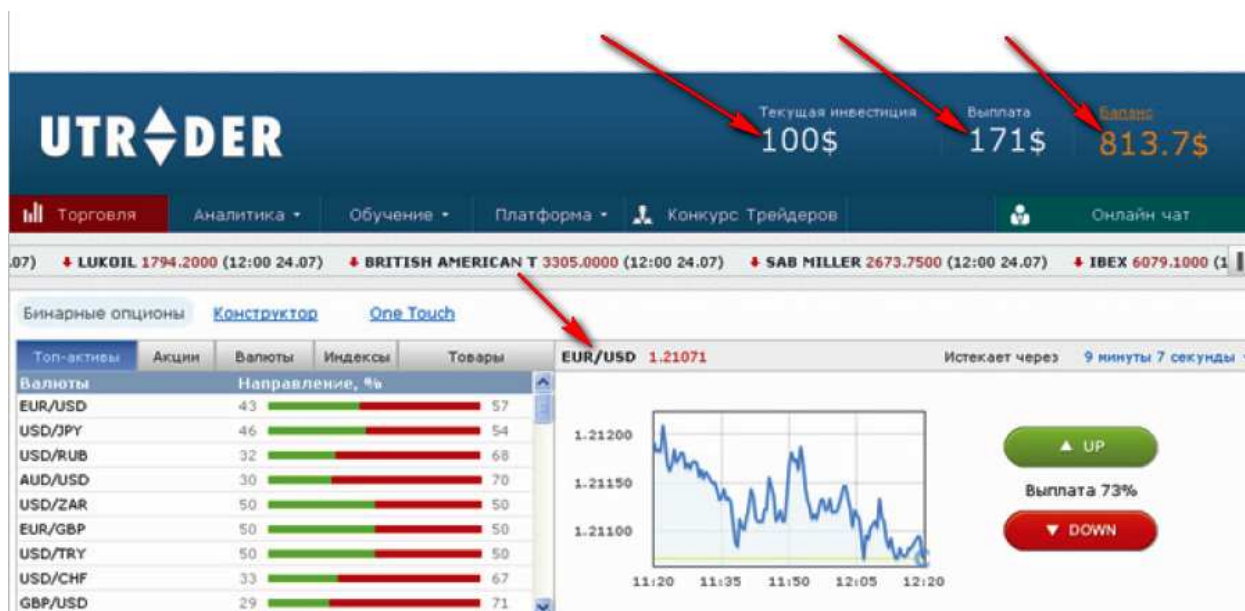 Текущая инвестиция Выплата Баланс
UTRADER 100$ 171$ 813.7$
Торговля Аналитика Обучение Платформа Конкурс Трейдеров Онлайн чат
.07) LUKOIL 1794.2000 (12:00 24.07) BRITISH AMERICAN T 3305.0000 (12:00 24.07) SAB MILLER 2673.7500 (12:00 24.07) IBEX 6079.1000 (1
Бинарные опционы Конструктор One Touch
Топ-активы Акции Валюты Индексы Товары
Валюты Направление, %
EUR/USD 43 57
USD/JPY 46 54
USD/RUB 32 68
AUD/USD 30 70
USD/ZAR 50 50
EUR/GBP 50 50
USD/TRY 50 50
USD/CHF 33 67
GBP/USD 29 71
EUR/USD 1.21071 Истекает через 9 минуты 7 секунды
1.21200
1.21150
1.21100
11:20 11:35 11:50 12:05 12:20
UP
Выплата 73%
DOWN